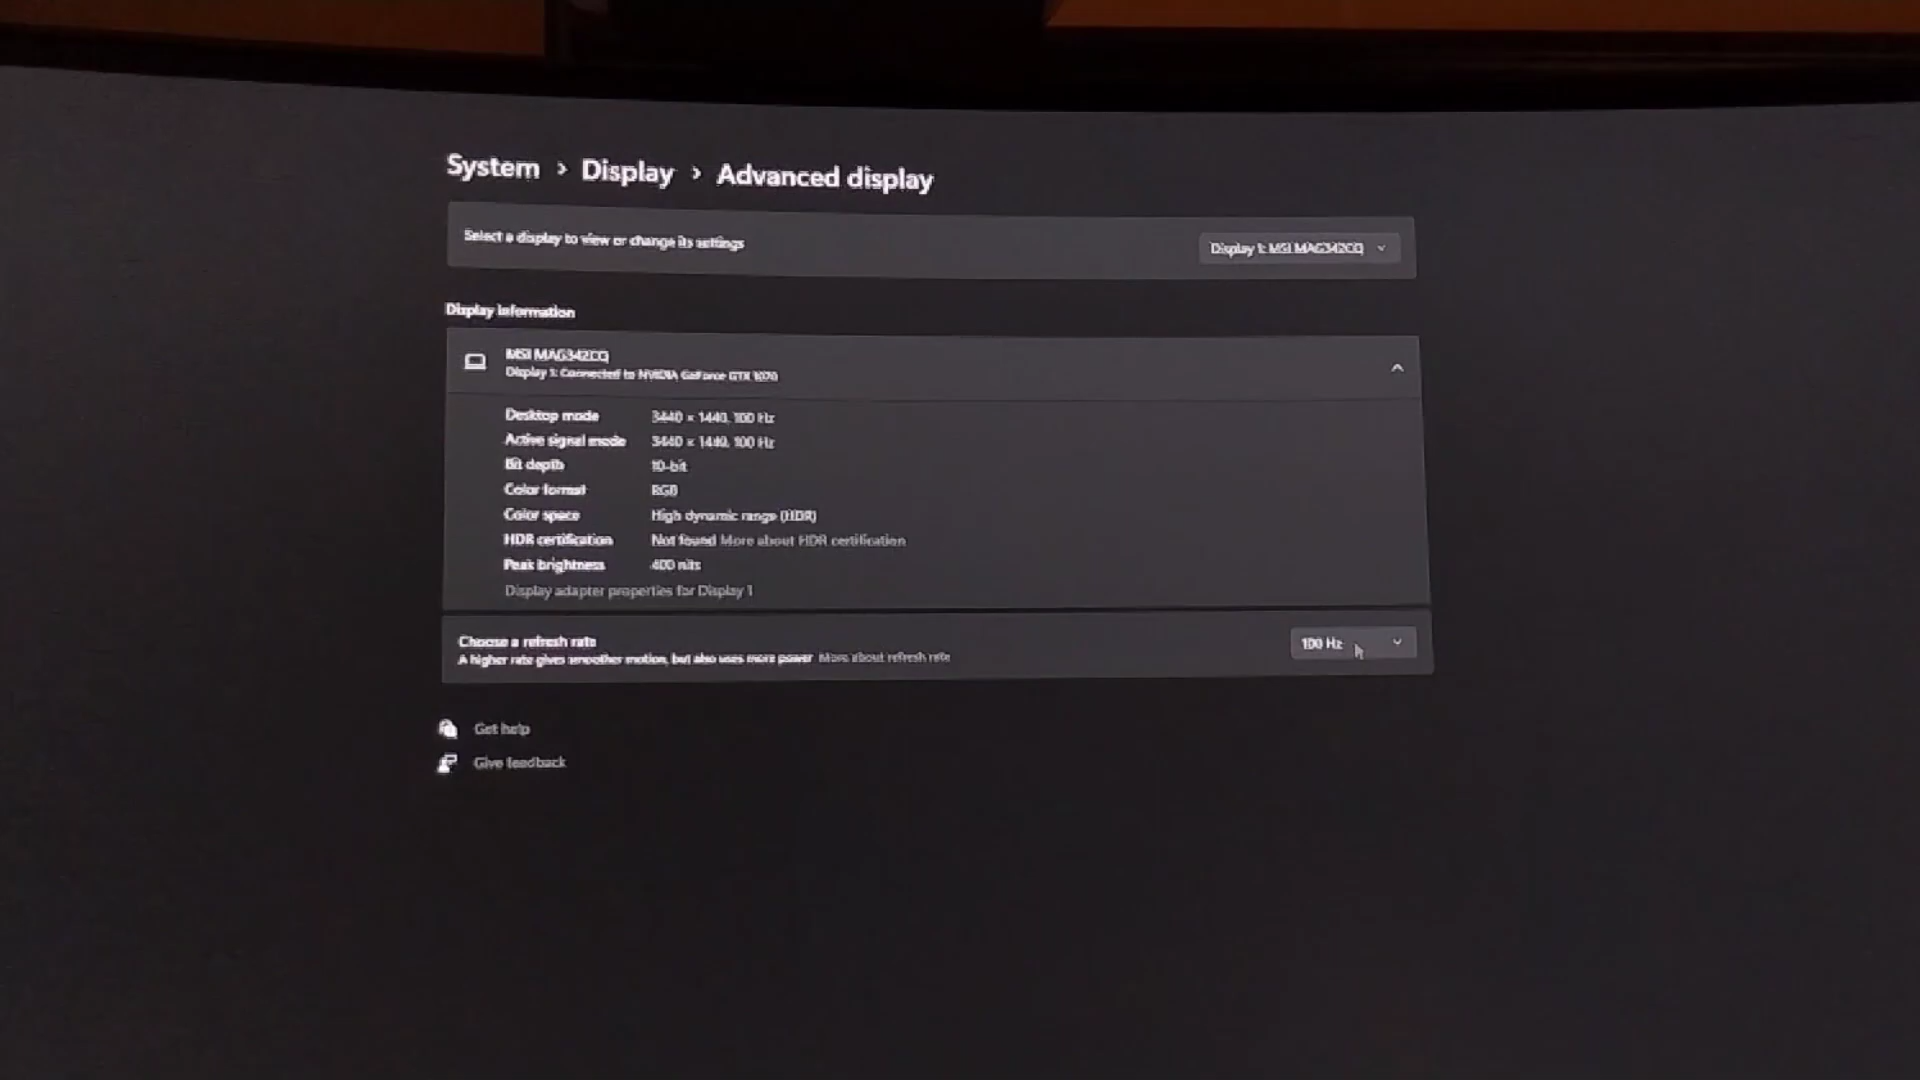 System > Display > Advanced display
Select a display to view or change its settings
Display 1: MSI MAG342CQ
Display information
MSI MAG342CQ
Display 1: Connected to NVIDIA GeForce GTX 1070
Desktop mode 3440 × 1440, 100 Hz
Active signal mode 3440 × 1440, 100 Hz
Bit depth 10-bit
Color format RGB
Color space High dynamic range (HDR)
HDR certification Not found More about HDR certification
Peak brightness 400 nits
Display adapter properties for Display 1
Choose a refresh rate
100 Hz
A higher rate gives smoother motion, but also uses more power More about refresh rate
Get help
Give feedback